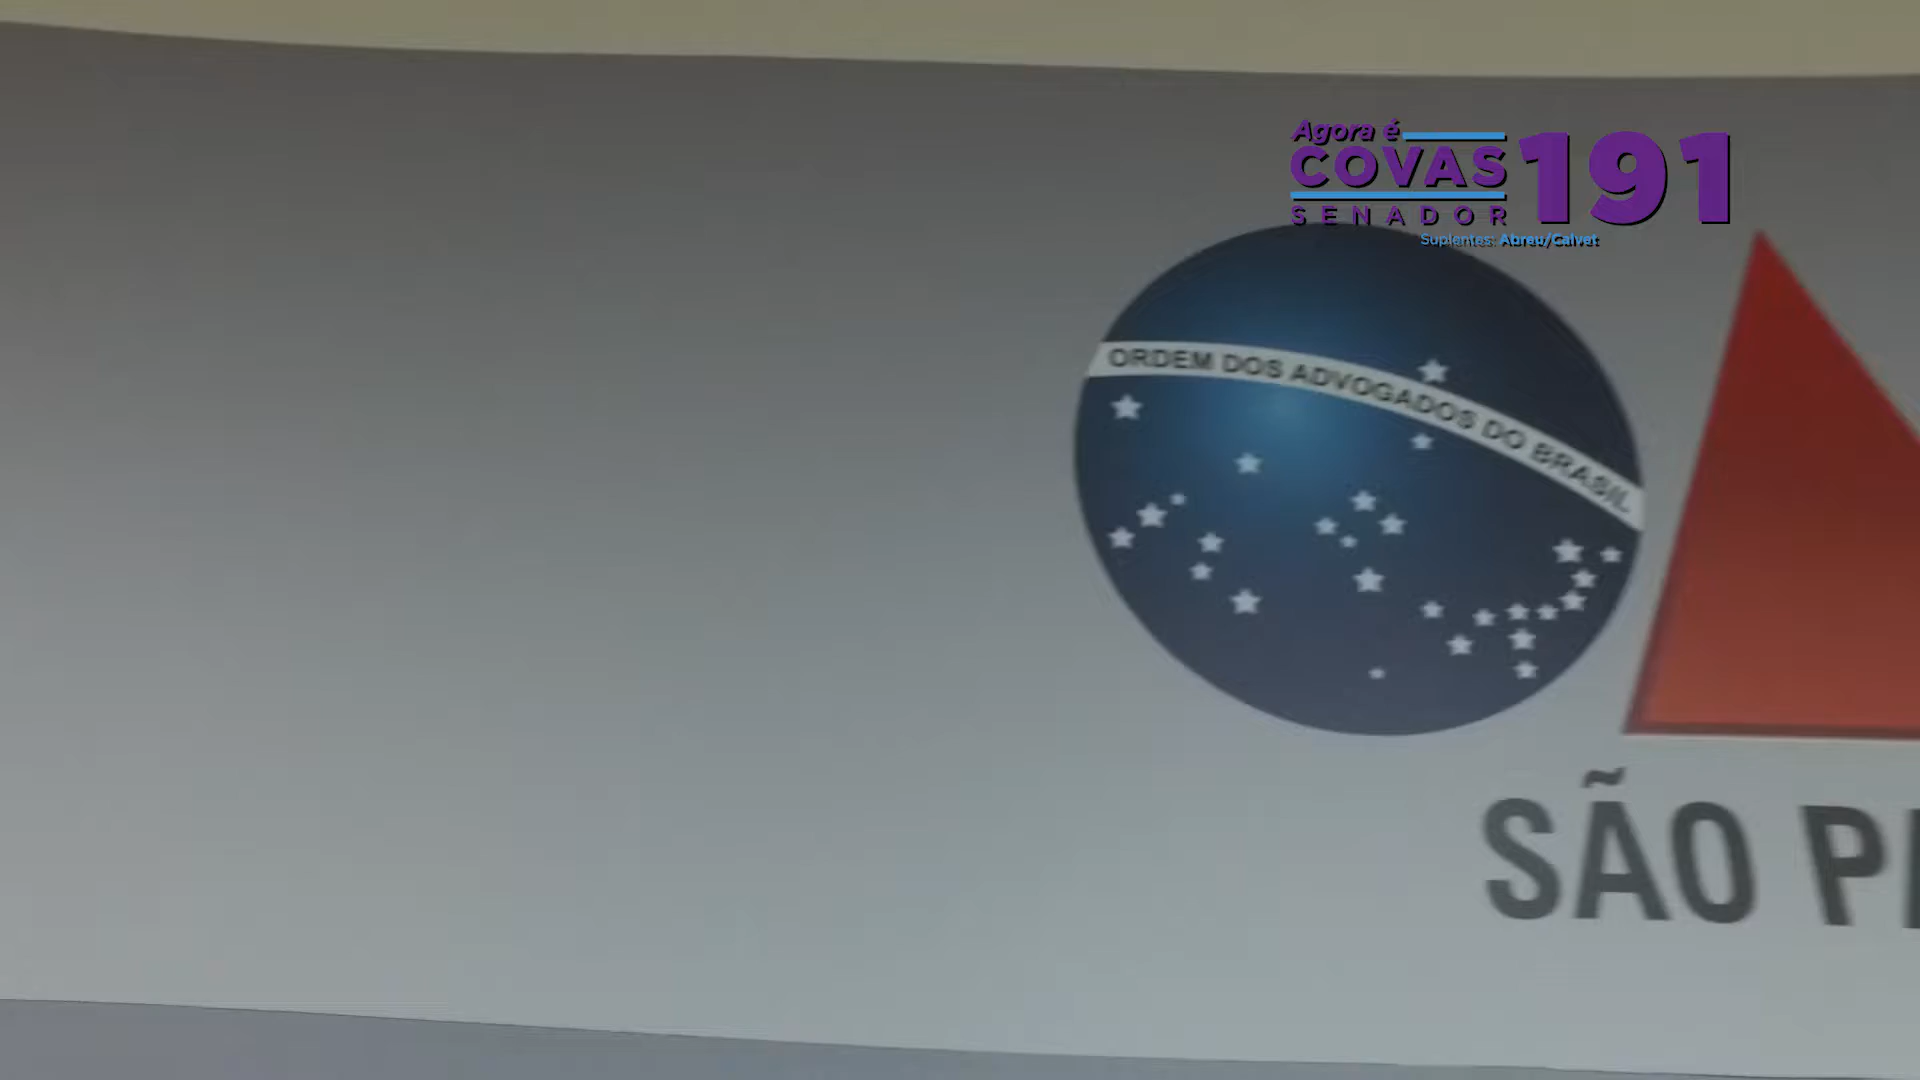 Agora é
COVAS
SENADOR
191
Suplentes: Abreu/Calvet
ORDEM DOS ADVOGADOS DO BRASIL
SÃO